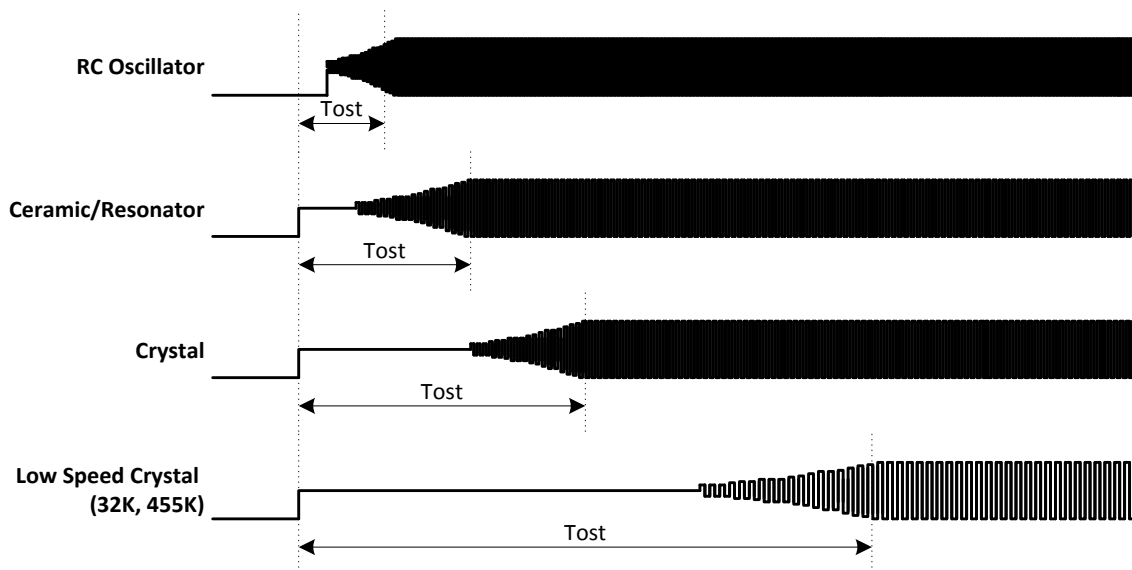 RC Oscillator
Tost
Ceramic/Resonator
Tost
Crystal
Tost
Low Speed Crystal
(32K, 455K)
Tost